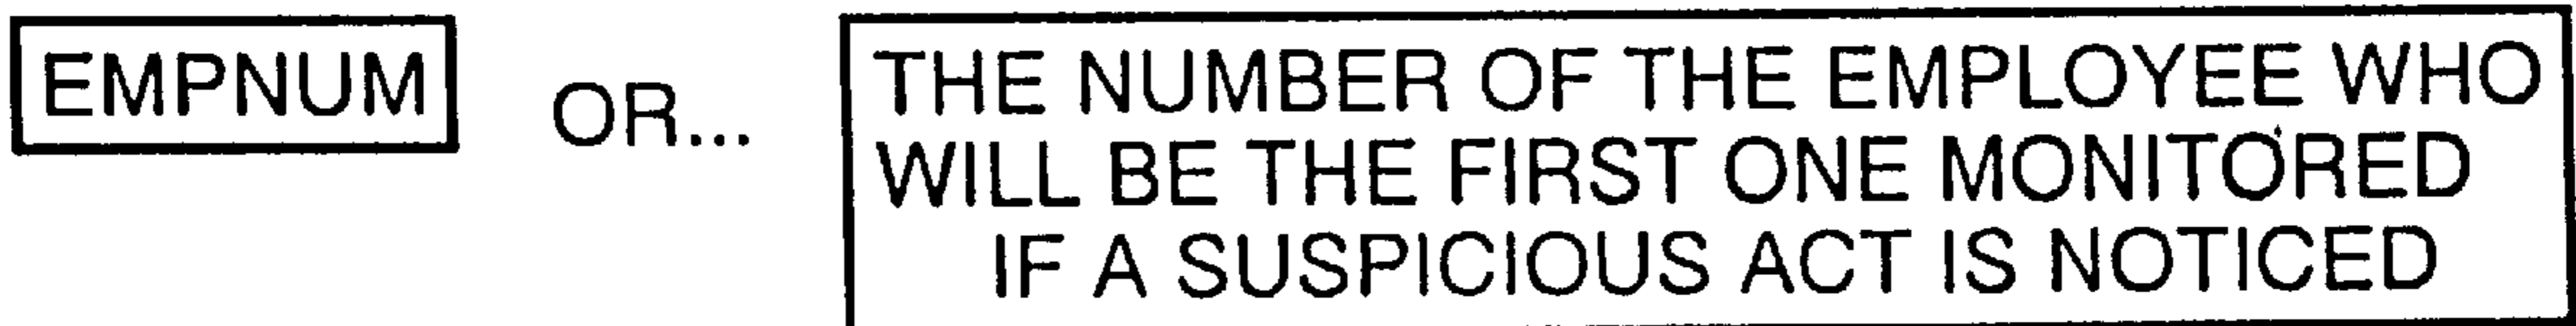 EMPNUM OR... THE NUMBER OF THE EMPLOYEE WHO
WILL BE THE FIRST ONE MONITORED
IF A SUSPICIOUS ACT IS NOTICED